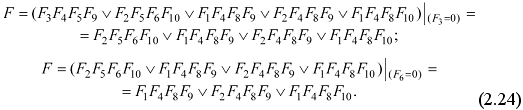 F = (F₃F₄F₅F₉ ∨ F₂F₅F₆F₁₀ ∨ F₁F₄F₈F₉ ∨ F₂F₄F₈F₉ ∨ F₁F₄F₈F₁₀)|(F₃=0) =
= F₂F₅F₆F₁₀ ∨ F₁F₄F₈F₉ ∨ F₂F₄F₈F₉ ∨ F₁F₄F₈F₁₀;
F = (F₂F₅F₆F₁₀ ∨ F₁F₄F₈F₉ ∨ F₂F₄F₈F₉ ∨ F₁F₄F₈F₁₀)|(F₆=0) =
= F₁F₄F₈F₉ ∨ F₂F₄F₈F₉ ∨ F₁F₄F₈F₁₀.
(2.24)